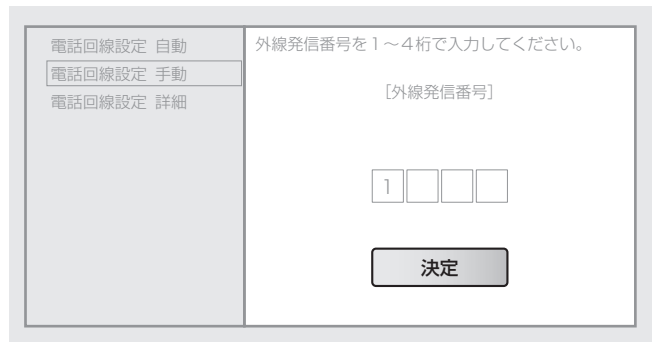 電話回線設定 自動
電話回線設定 手動
電話回線設定 詳細
外線発信番号を1～4桁で入力してください。
[外線発信番号]
1
決定